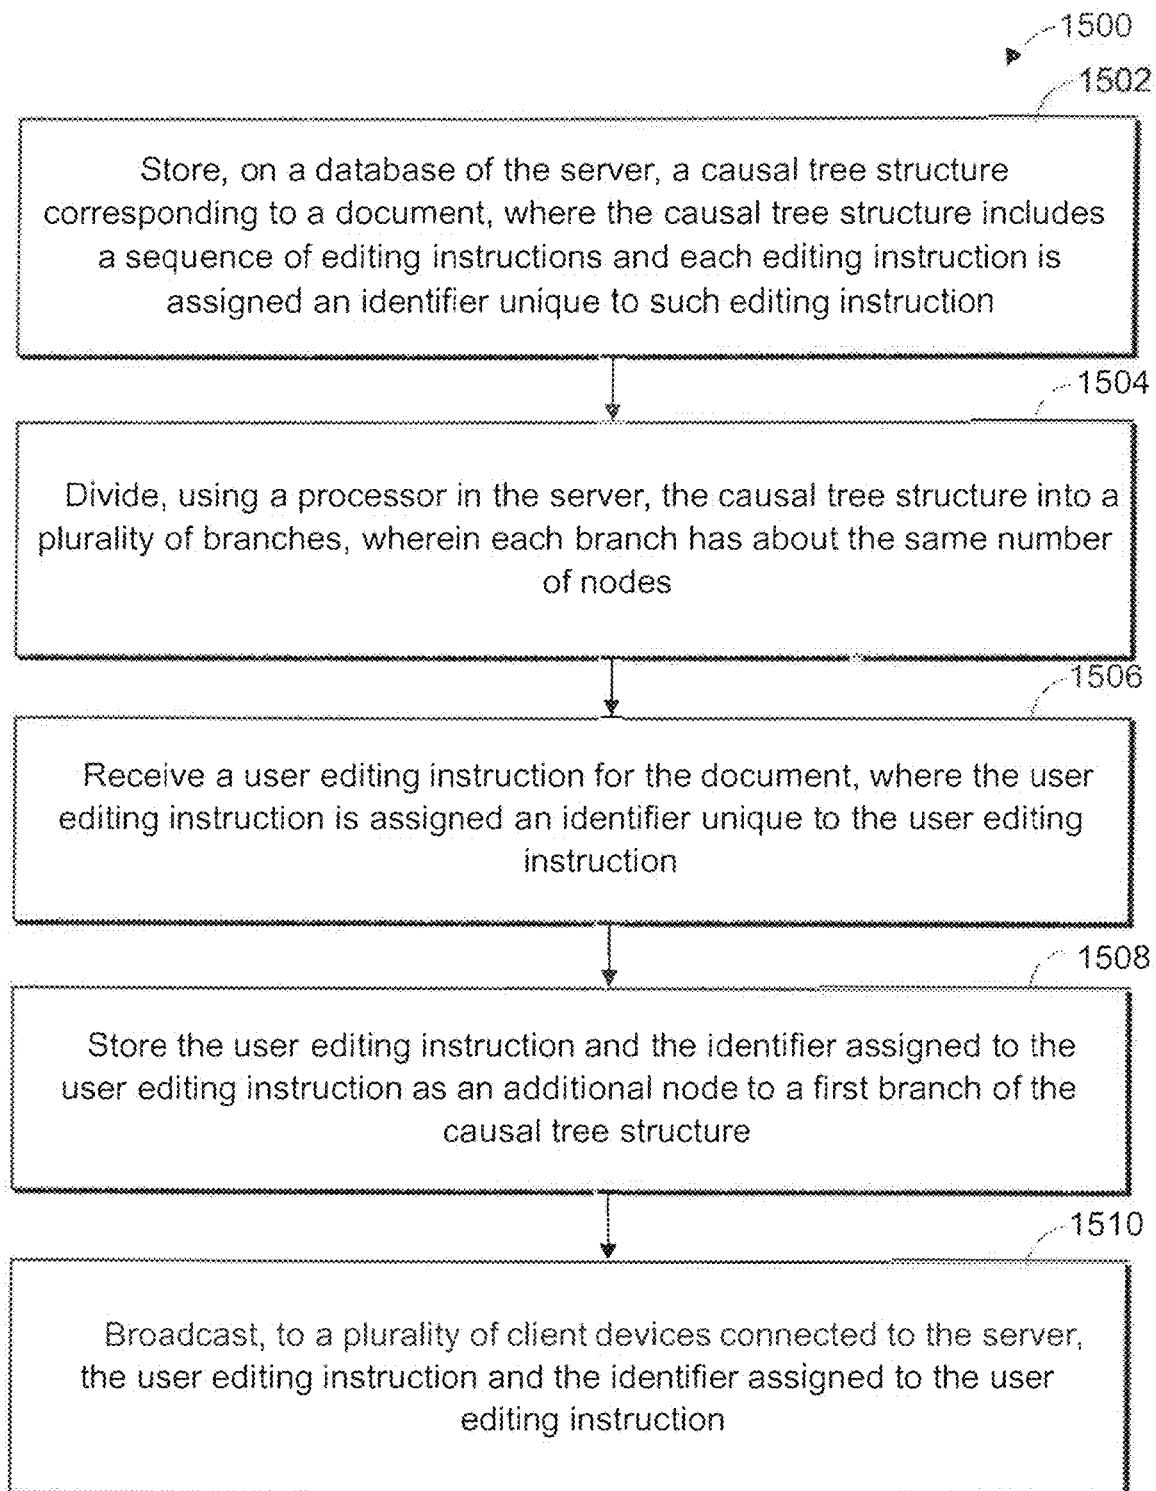 1500
1502
Store, on a database of the server, a causal tree structure
corresponding to a document, where the causal tree structure includes
a sequence of editing instructions and each editing instruction is
assigned an identifier unique to such editing instruction
1504
Divide, using a processor in the server, the causal tree structure into a
plurality of branches, wherein each branch has about the same number
of nodes
1506
Receive a user editing instruction for the document, where the user
editing instruction is assigned an identifier unique to the user editing
instruction
1508
Store the user editing instruction and the identifier assigned to the
user editing instruction as an additional node to a first branch of the
causal tree structure
1510
Broadcast, to a plurality of client devices connected to the server,
the user editing instruction and the identifier assigned to the user
editing instruction